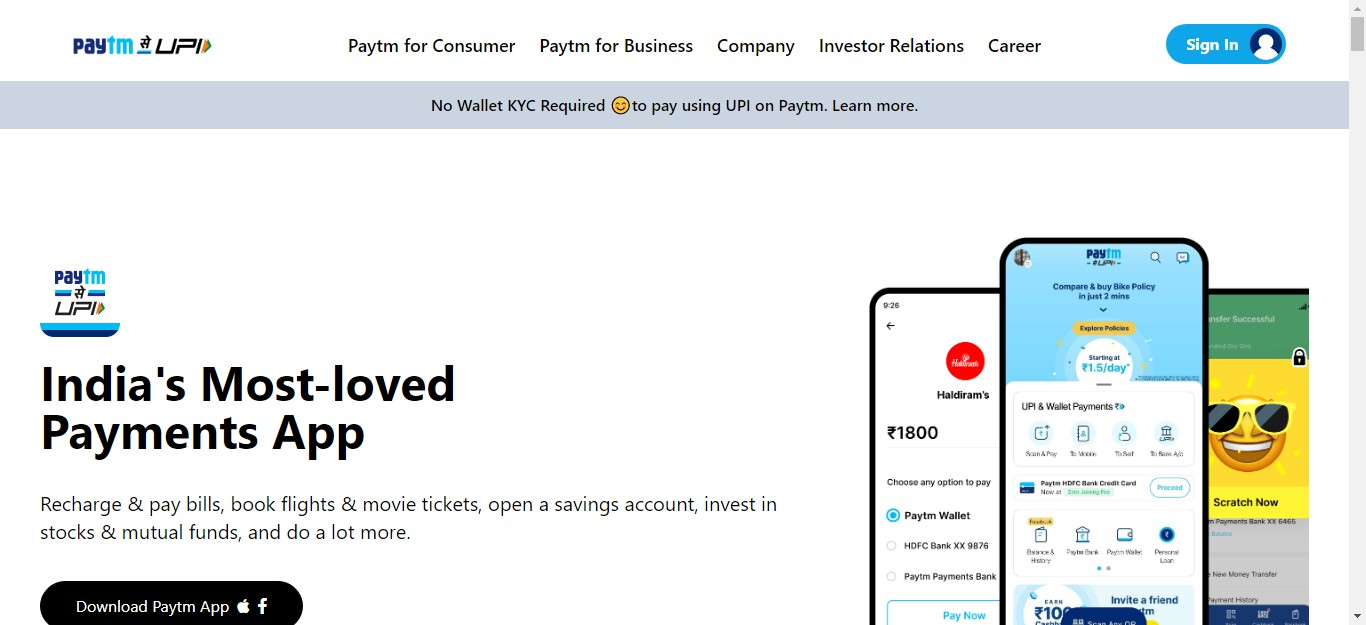 paytm से UPI
Paytm for Consumer
Paytm for Business
Company
Investor Relations
Career
Sign In
No Wallet KYC Required 😊to pay using UPI on Paytm. Learn more.
paytm
से
UPI
India's Most-loved
Payments App
Recharge & pay bills, book flights & movie tickets, open a savings account, invest in
stocks & mutual funds, and do a lot more.
Download Paytm App
9:26
Haldiram's
Haldiram's
₹1800
Choose any option to pay
Paytm Wallet
HDFC Bank XX 9876
Paytm Payments Bank
Pay Now
paytm
से UPI
Compare & buy Bike Policy
in just 2 mins
Explore Policies
Starting at
₹1.5/day*
UPI & Wallet Payments
Scan & Pay
To Mobile
To Self
To Bank A/c
Paytm HDFC Bank Credit Card
Now at Zero Joining Fee
Proceed
Passbook
Balance &
History
Paytm Bank
Paytm Wallet
Personal
Loan
EARN
₹100
Invite a friend
Scan Any QR
nsfer Successful
Scratch Now
m Payments Bank XX 6465
Balance
e New Money Transfer
Payment History